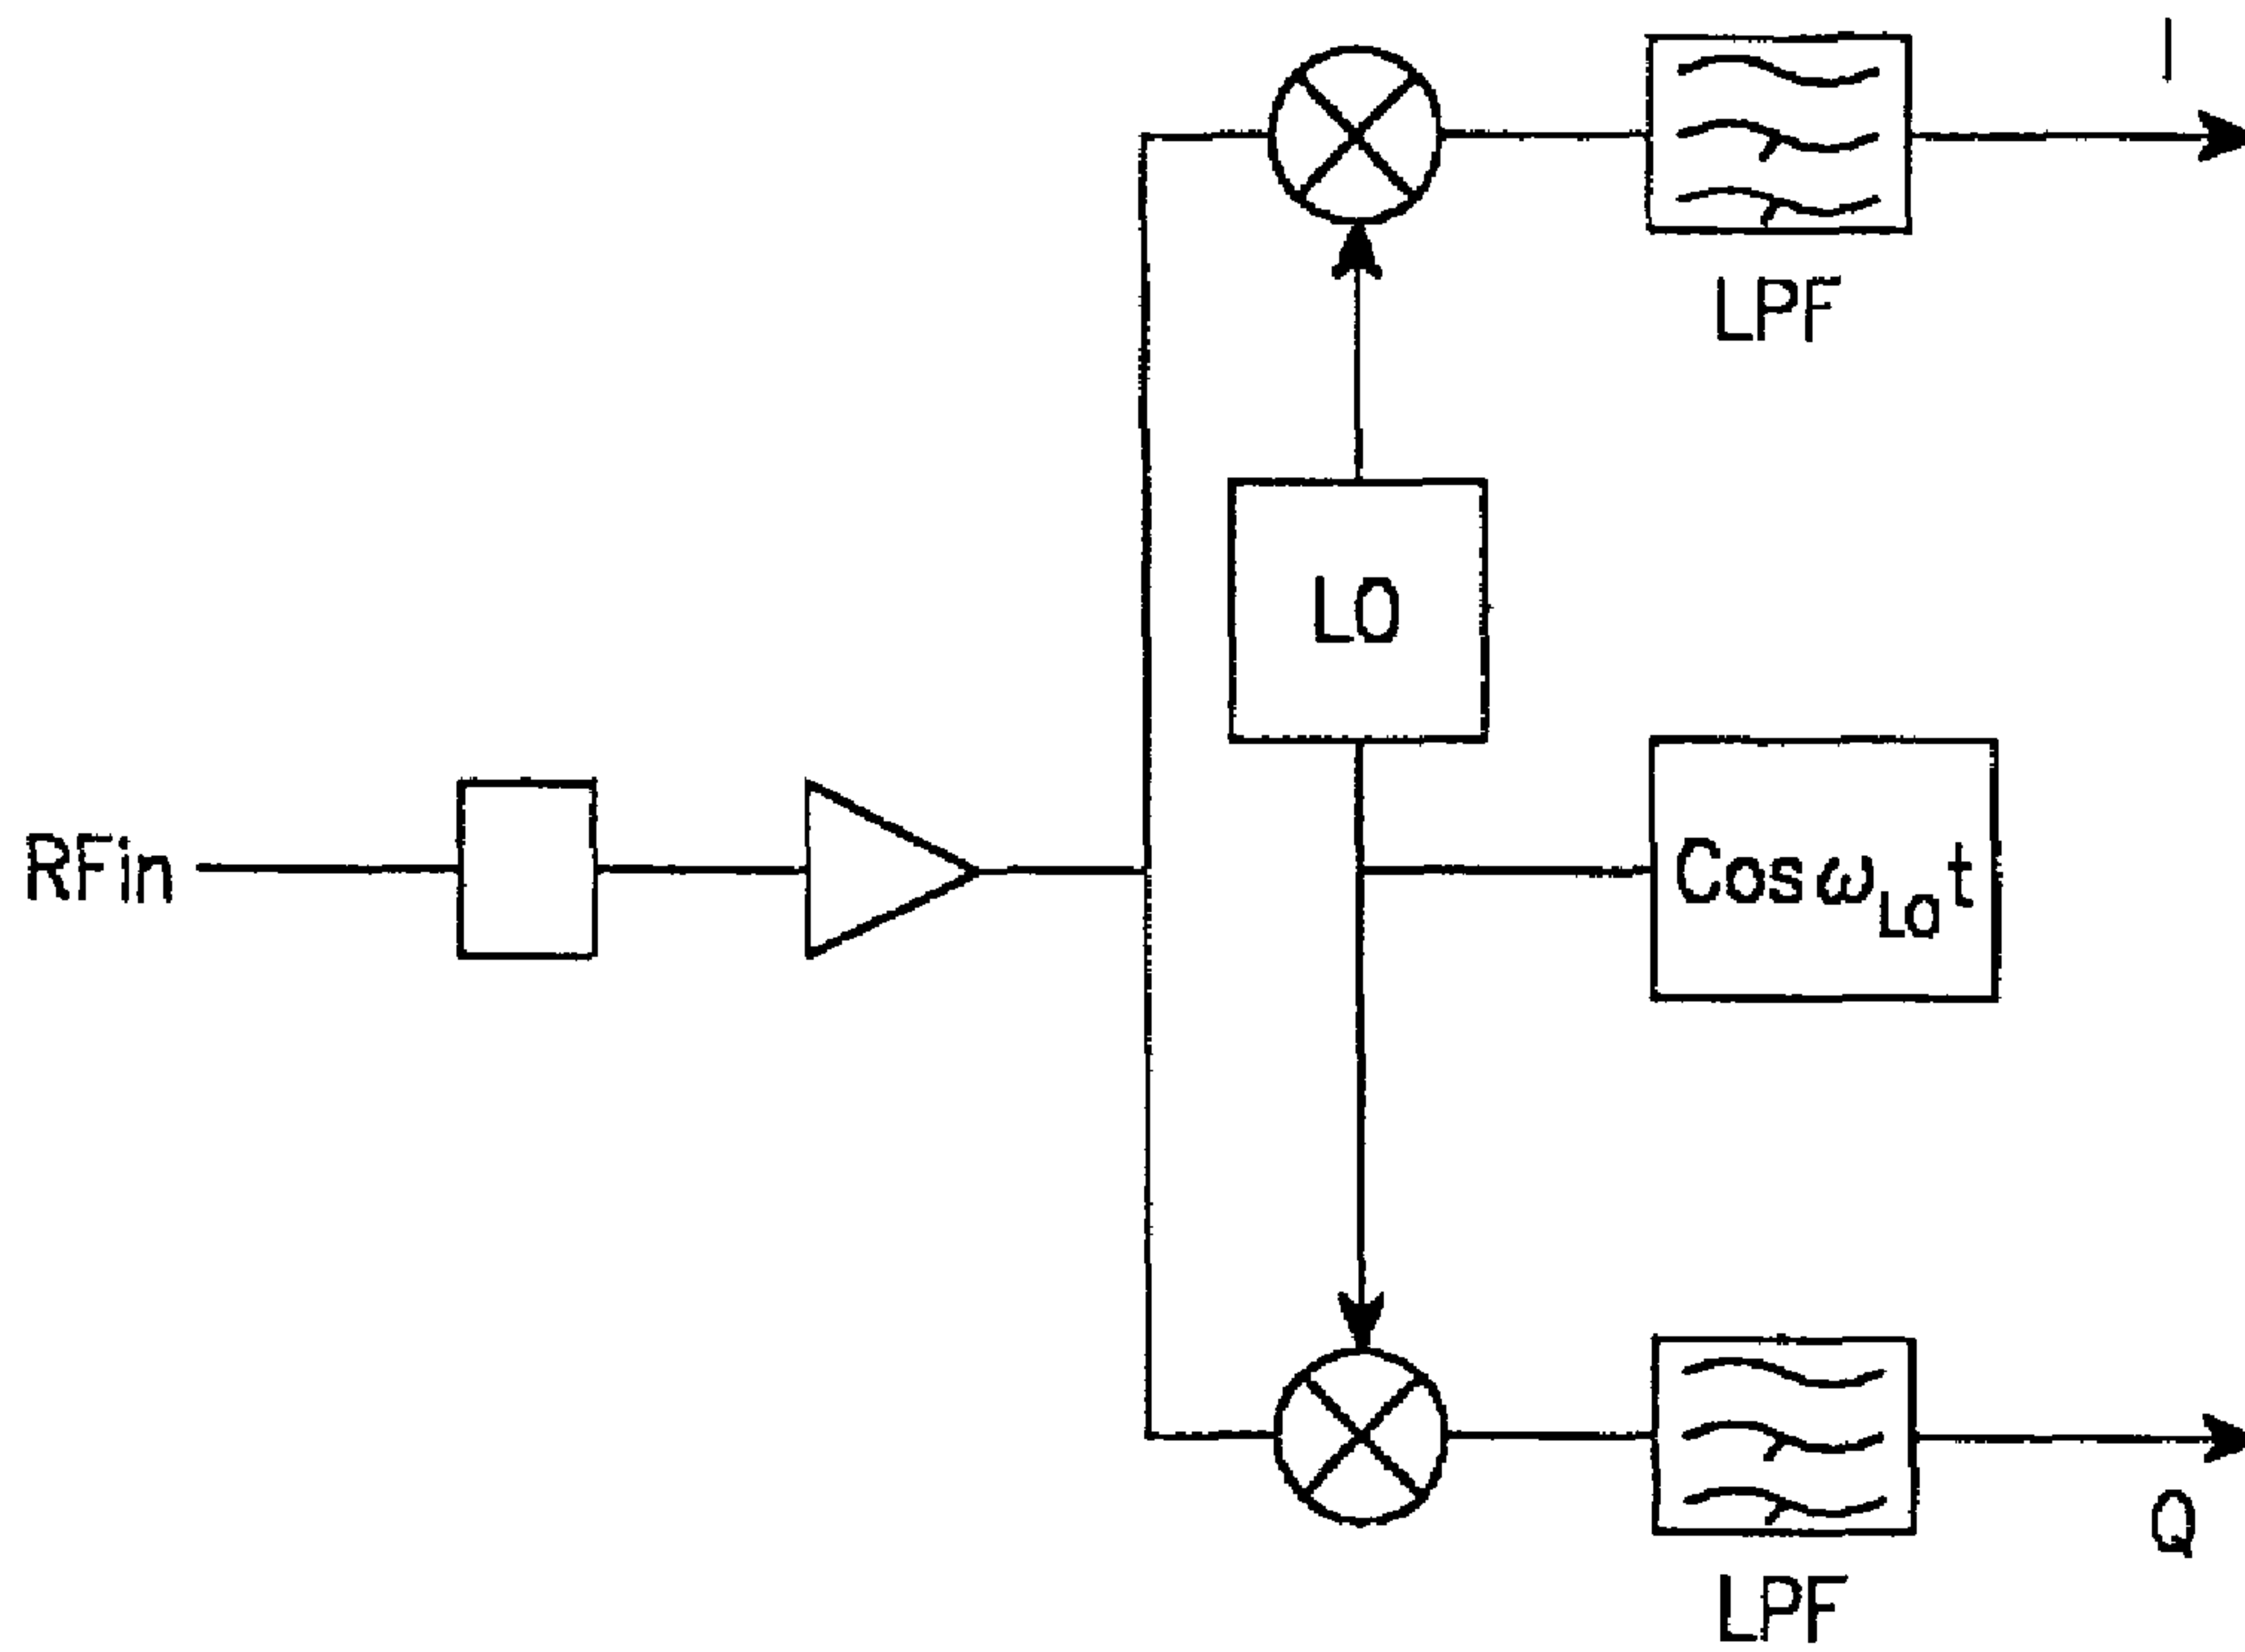 I
LPF
LO
RFin
Cosω_LO t
Q
LPF